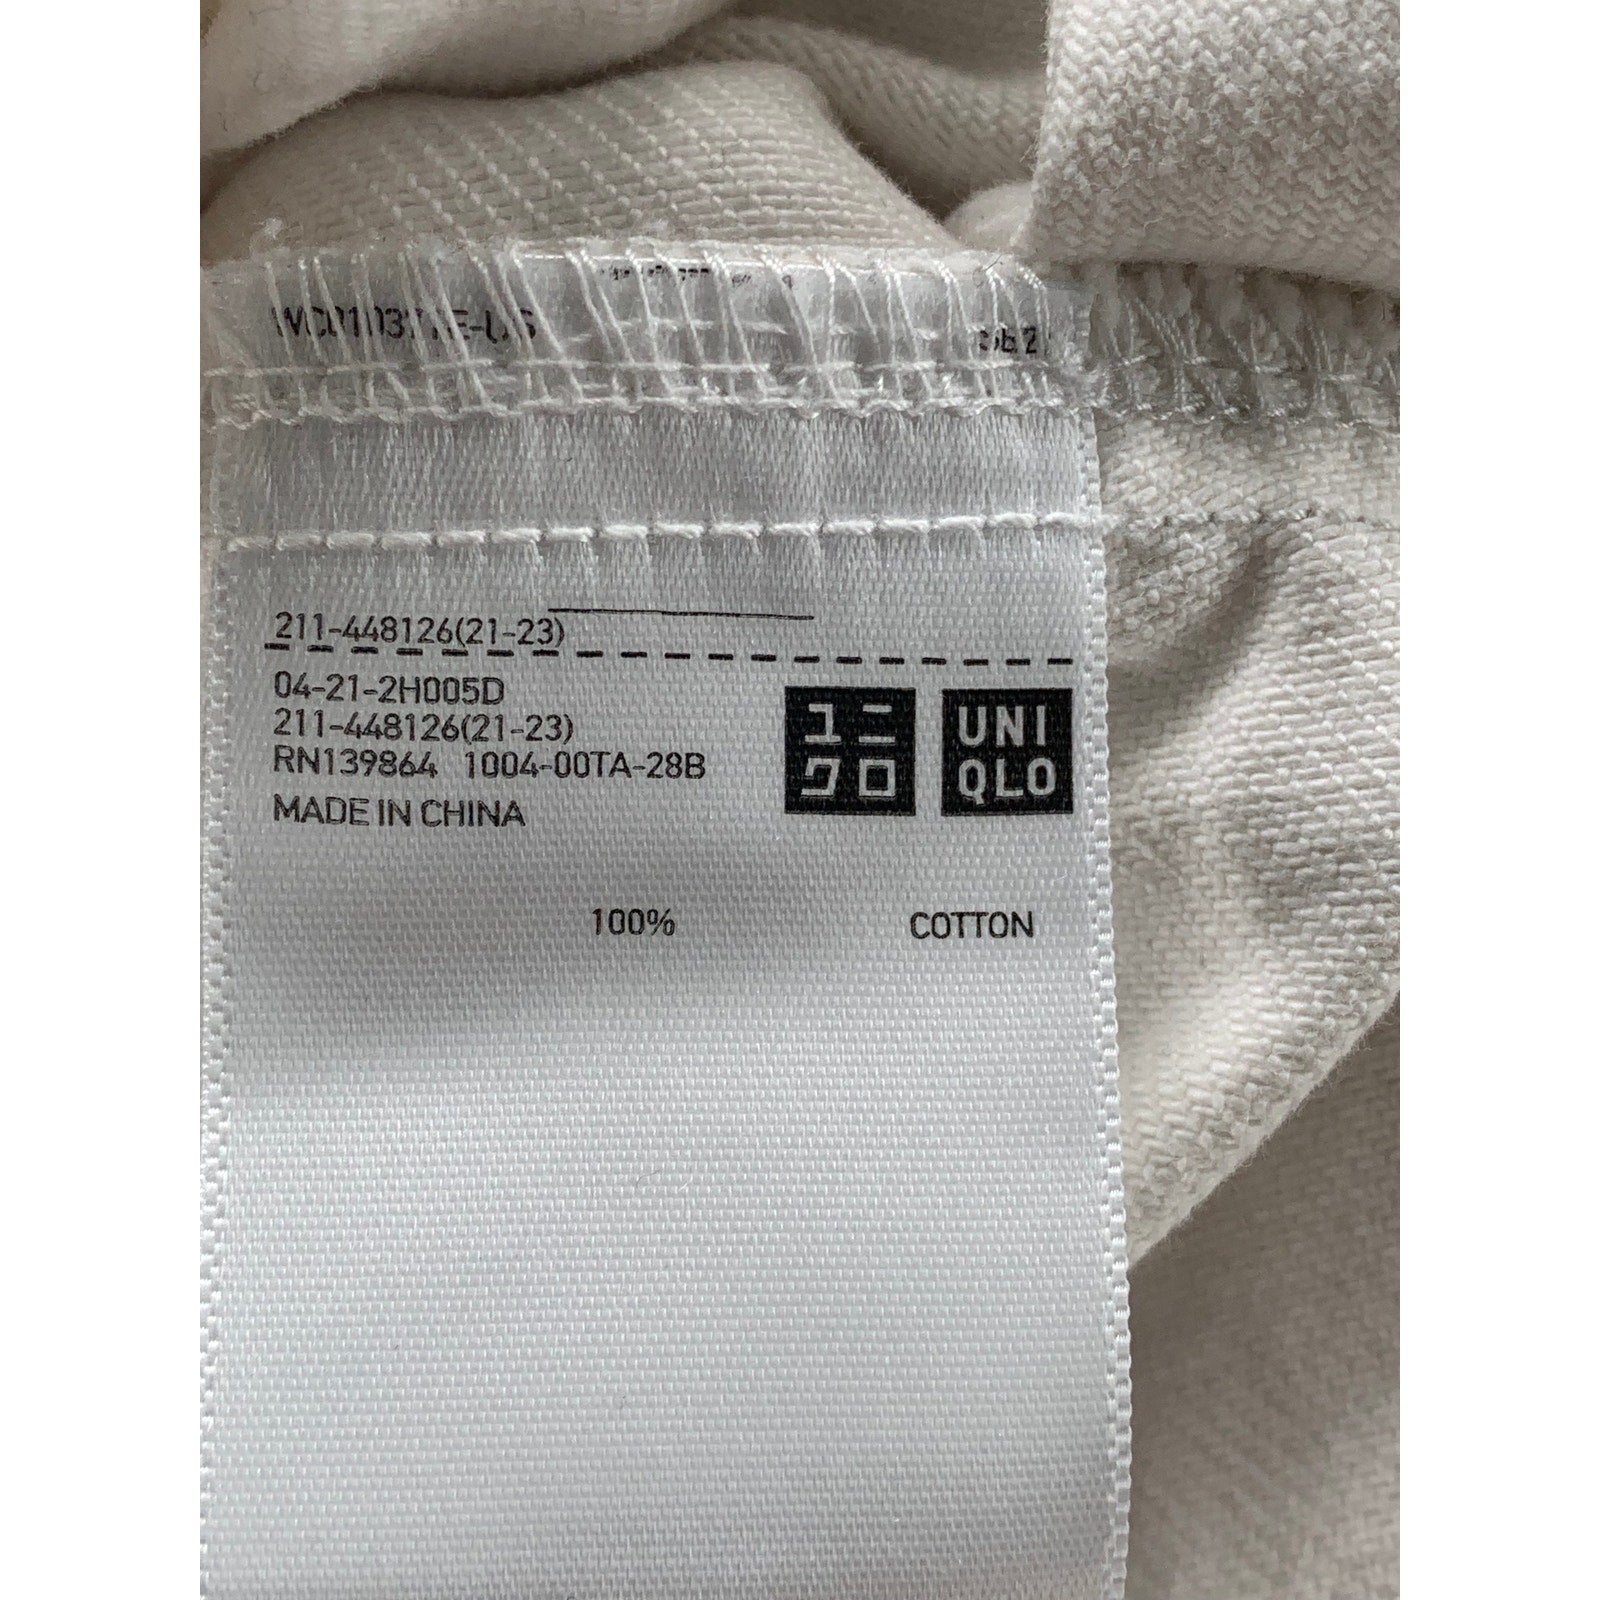 211-448126(21-23)
04-21-2H005D
211-448126(21-23)
RN139864 1004-00TA-28B
MADE IN CHINA
ユニ
クロ
UNI
QLO
100% COTTON